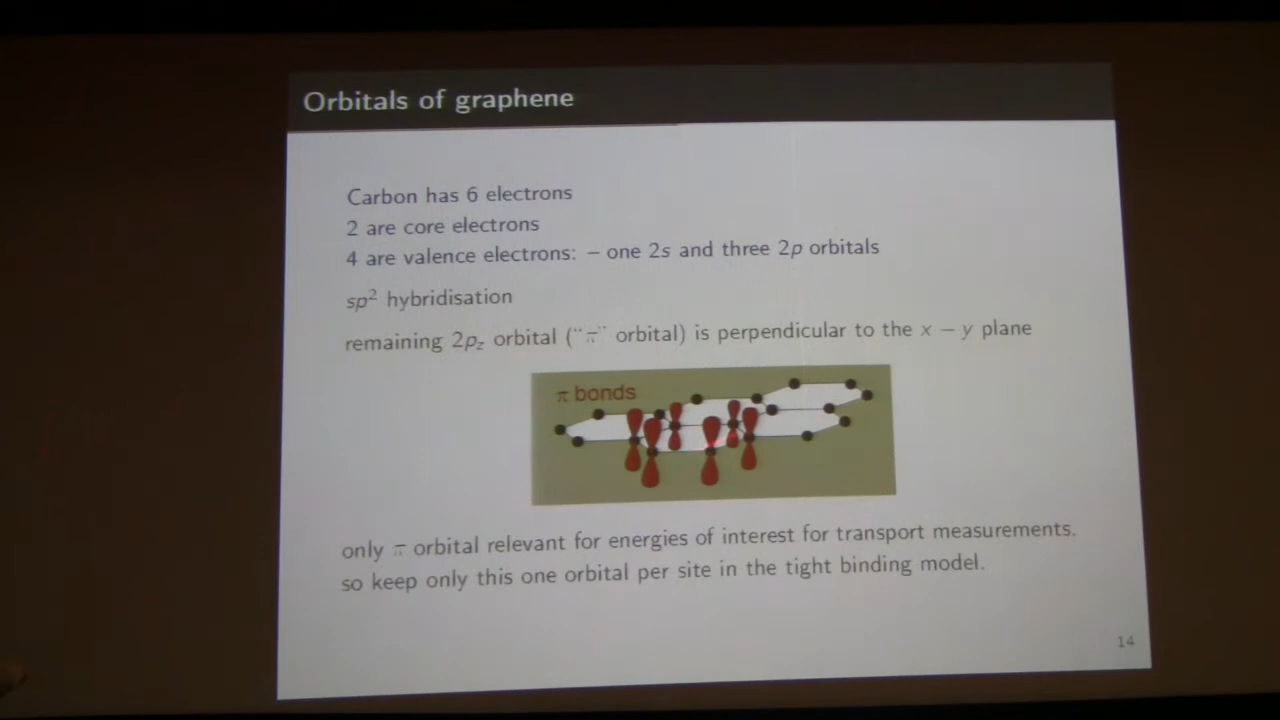 Orbitals of graphene
Carbon has 6 electrons
2 are core electrons
4 are valence electrons: – one 2s and three 2p orbitals
sp² hybridisation
remaining 2p_z orbital (“π” orbital) is perpendicular to the x − y plane
π bonds
only π orbital relevant for energies of interest for transport measurements.
so keep only this one orbital per site in the tight binding model.
14